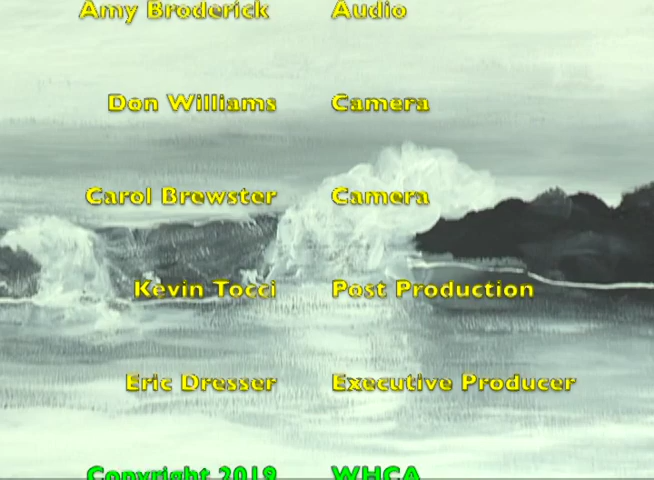 Amy Broderick Audio
Don Williams Camera
Carol Brewster Camera
Kevin Tocci Post Production
Eric Dresser Executive Producer
Copyright 2019 WHCA